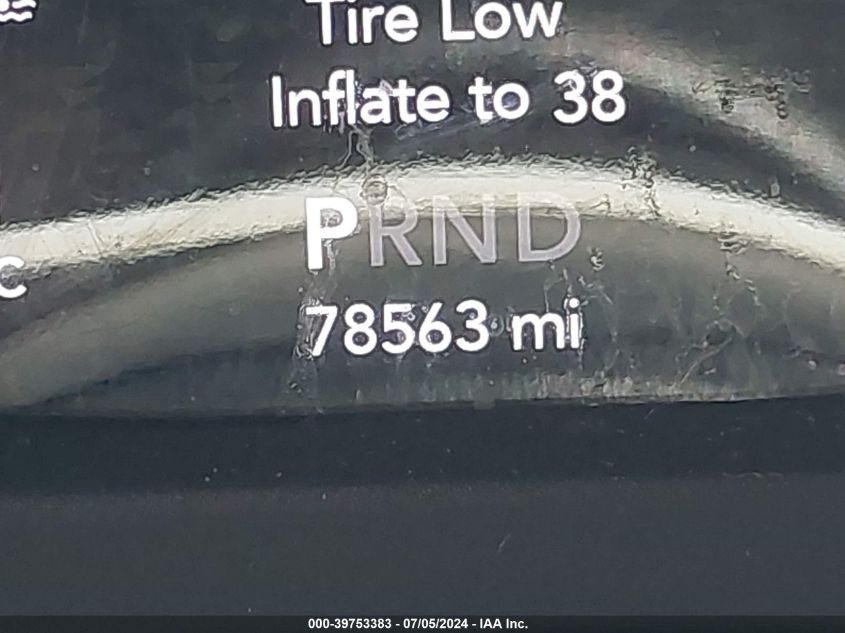 Tire Low
Inflate to 38
PRND
C
78563 mi
000-39753383 - 07/05/2024 - IAA Inc.